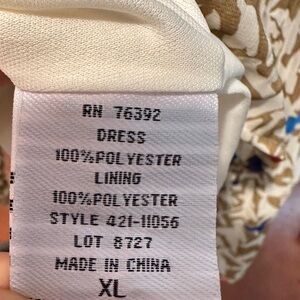 RN 76392
DRESS
100%POLYESTER
LINING
100%POLYESTER
STYLE 421-11056
LOT 8727
MADE IN CHINA
XL